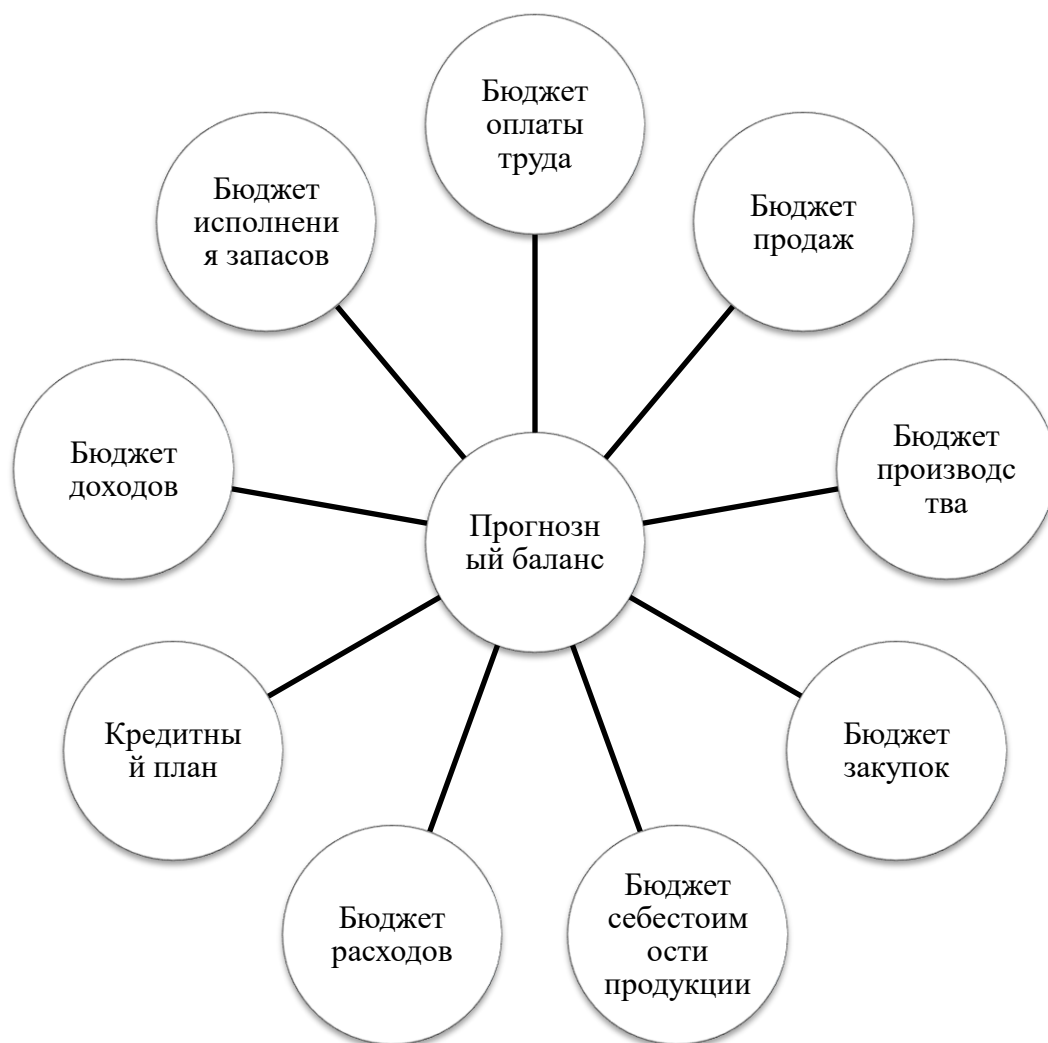 Бюджет
оплаты
труда
Бюджет
продаж
Бюджет
производс
тва
Бюджет
закупок
Бюджет
себестоим
ости
продукции
Бюджет
расходов
Кредитны
й план
Бюджет
доходов
Бюджет
исполнени
я запасов
Прогнозн
ый баланс